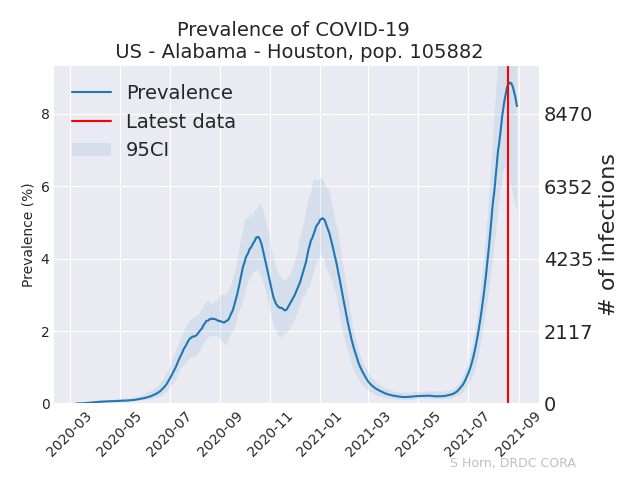 Prevalence of COVID-19
US - Alabama - Houston, pop. 105882
Prevalence
Latest data
95CI
Prevalence (%)
8
6
4
2
0
8470
6352
4235
2117
0
# of infections
2020-03
2020-05
2020-07
2020-09
2020-11
2021-01
2021-03
2021-05
2021-07
2021-09
S Horn, DRDC CORA